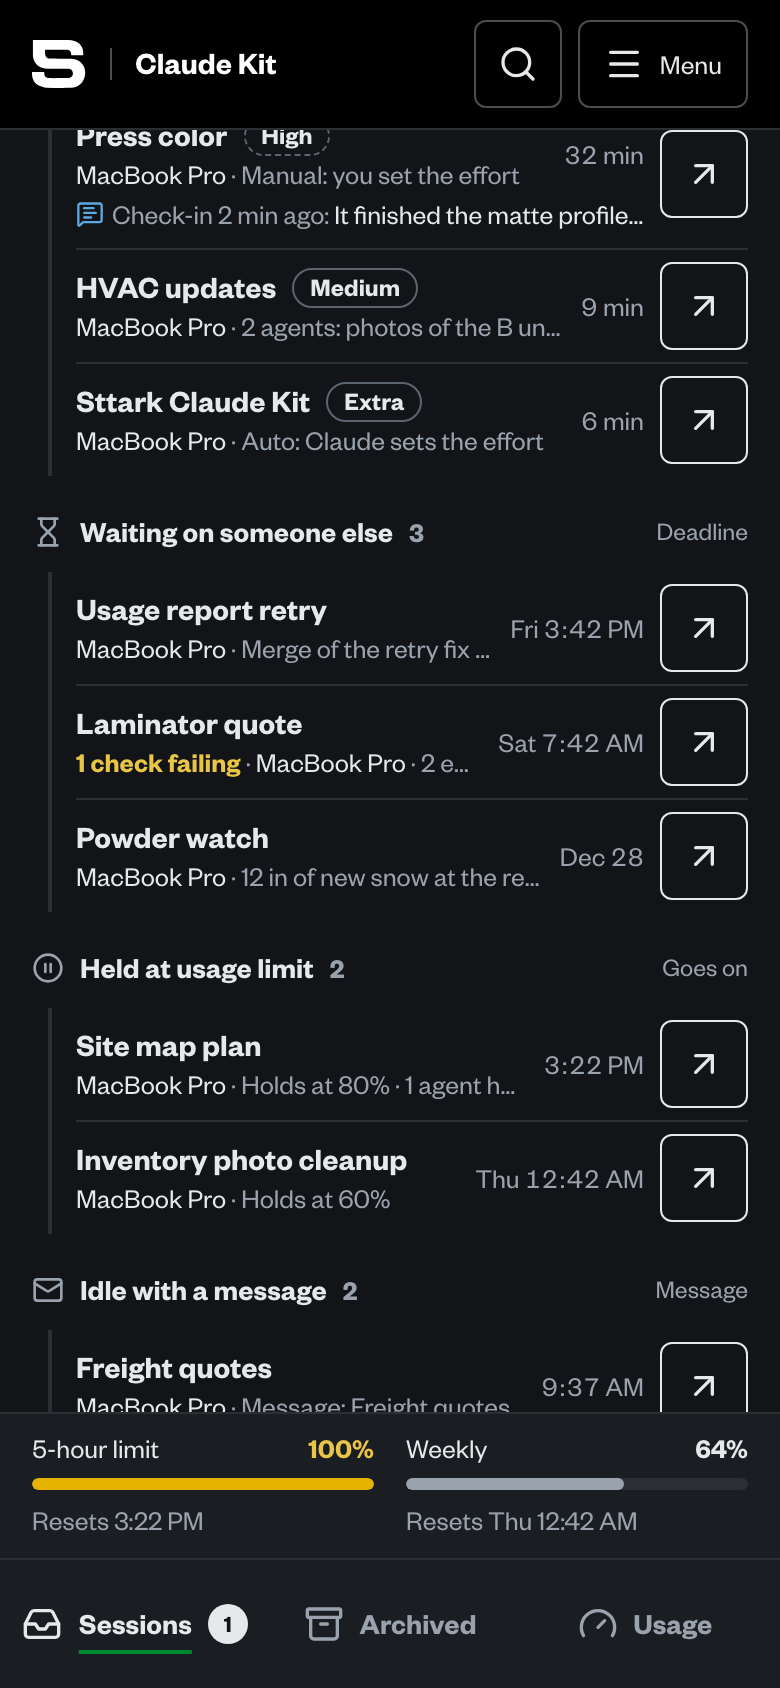 Claude Kit
Menu
Press color High
32 min
MacBook Pro · Manual: you set the effort
Check-in 2 min ago: It finished the matte profile...
HVAC updates Medium
9 min
MacBook Pro · 2 agents: photos of the B un...
Sttark Claude Kit Extra
6 min
MacBook Pro · Auto: Claude sets the effort
Waiting on someone else 3
Deadline
Usage report retry
Fri 3:42 PM
MacBook Pro · Merge of the retry fix ...
Laminator quote
Sat 7:42 AM
1 check failing · MacBook Pro · 2 e...
Powder watch
Dec 28
MacBook Pro · 12 in of new snow at the re...
Held at usage limit 2
Goes on
Site map plan
3:22 PM
MacBook Pro · Holds at 80% · 1 agent h...
Inventory photo cleanup
Thu 12:42 AM
MacBook Pro · Holds at 60%
Idle with a message 2
Message
Freight quotes
9:37 AM
MacBook Pro · Message: Freight quotes
5-hour limit 100%
Weekly 64%
Resets 3:22 PM
Resets Thu 12:42 AM
Sessions 1
Archived
Usage